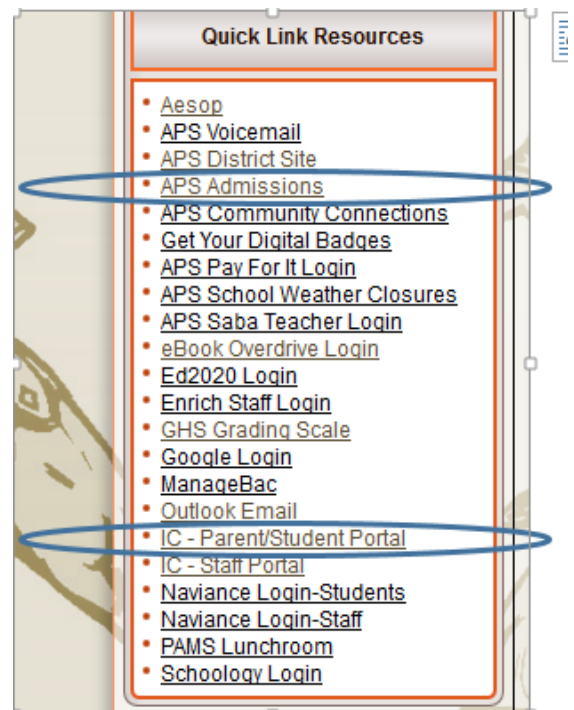 Quick Link Resources
Aesop
APS Voicemail
APS District Site
APS Admissions
APS Community Connections
Get Your Digital Badges
APS Pay For It Login
APS School Weather Closures
APS Saba Teacher Login
eBook Overdrive Login
Ed2020 Login
Enrich Staff Login
GHS Grading Scale
Google Login
ManageBac
Outlook Email
IC - Parent/Student Portal
IC - Staff Portal
Naviance Login-Students
Naviance Login-Staff
PAMS Lunchroom
Schoology Login